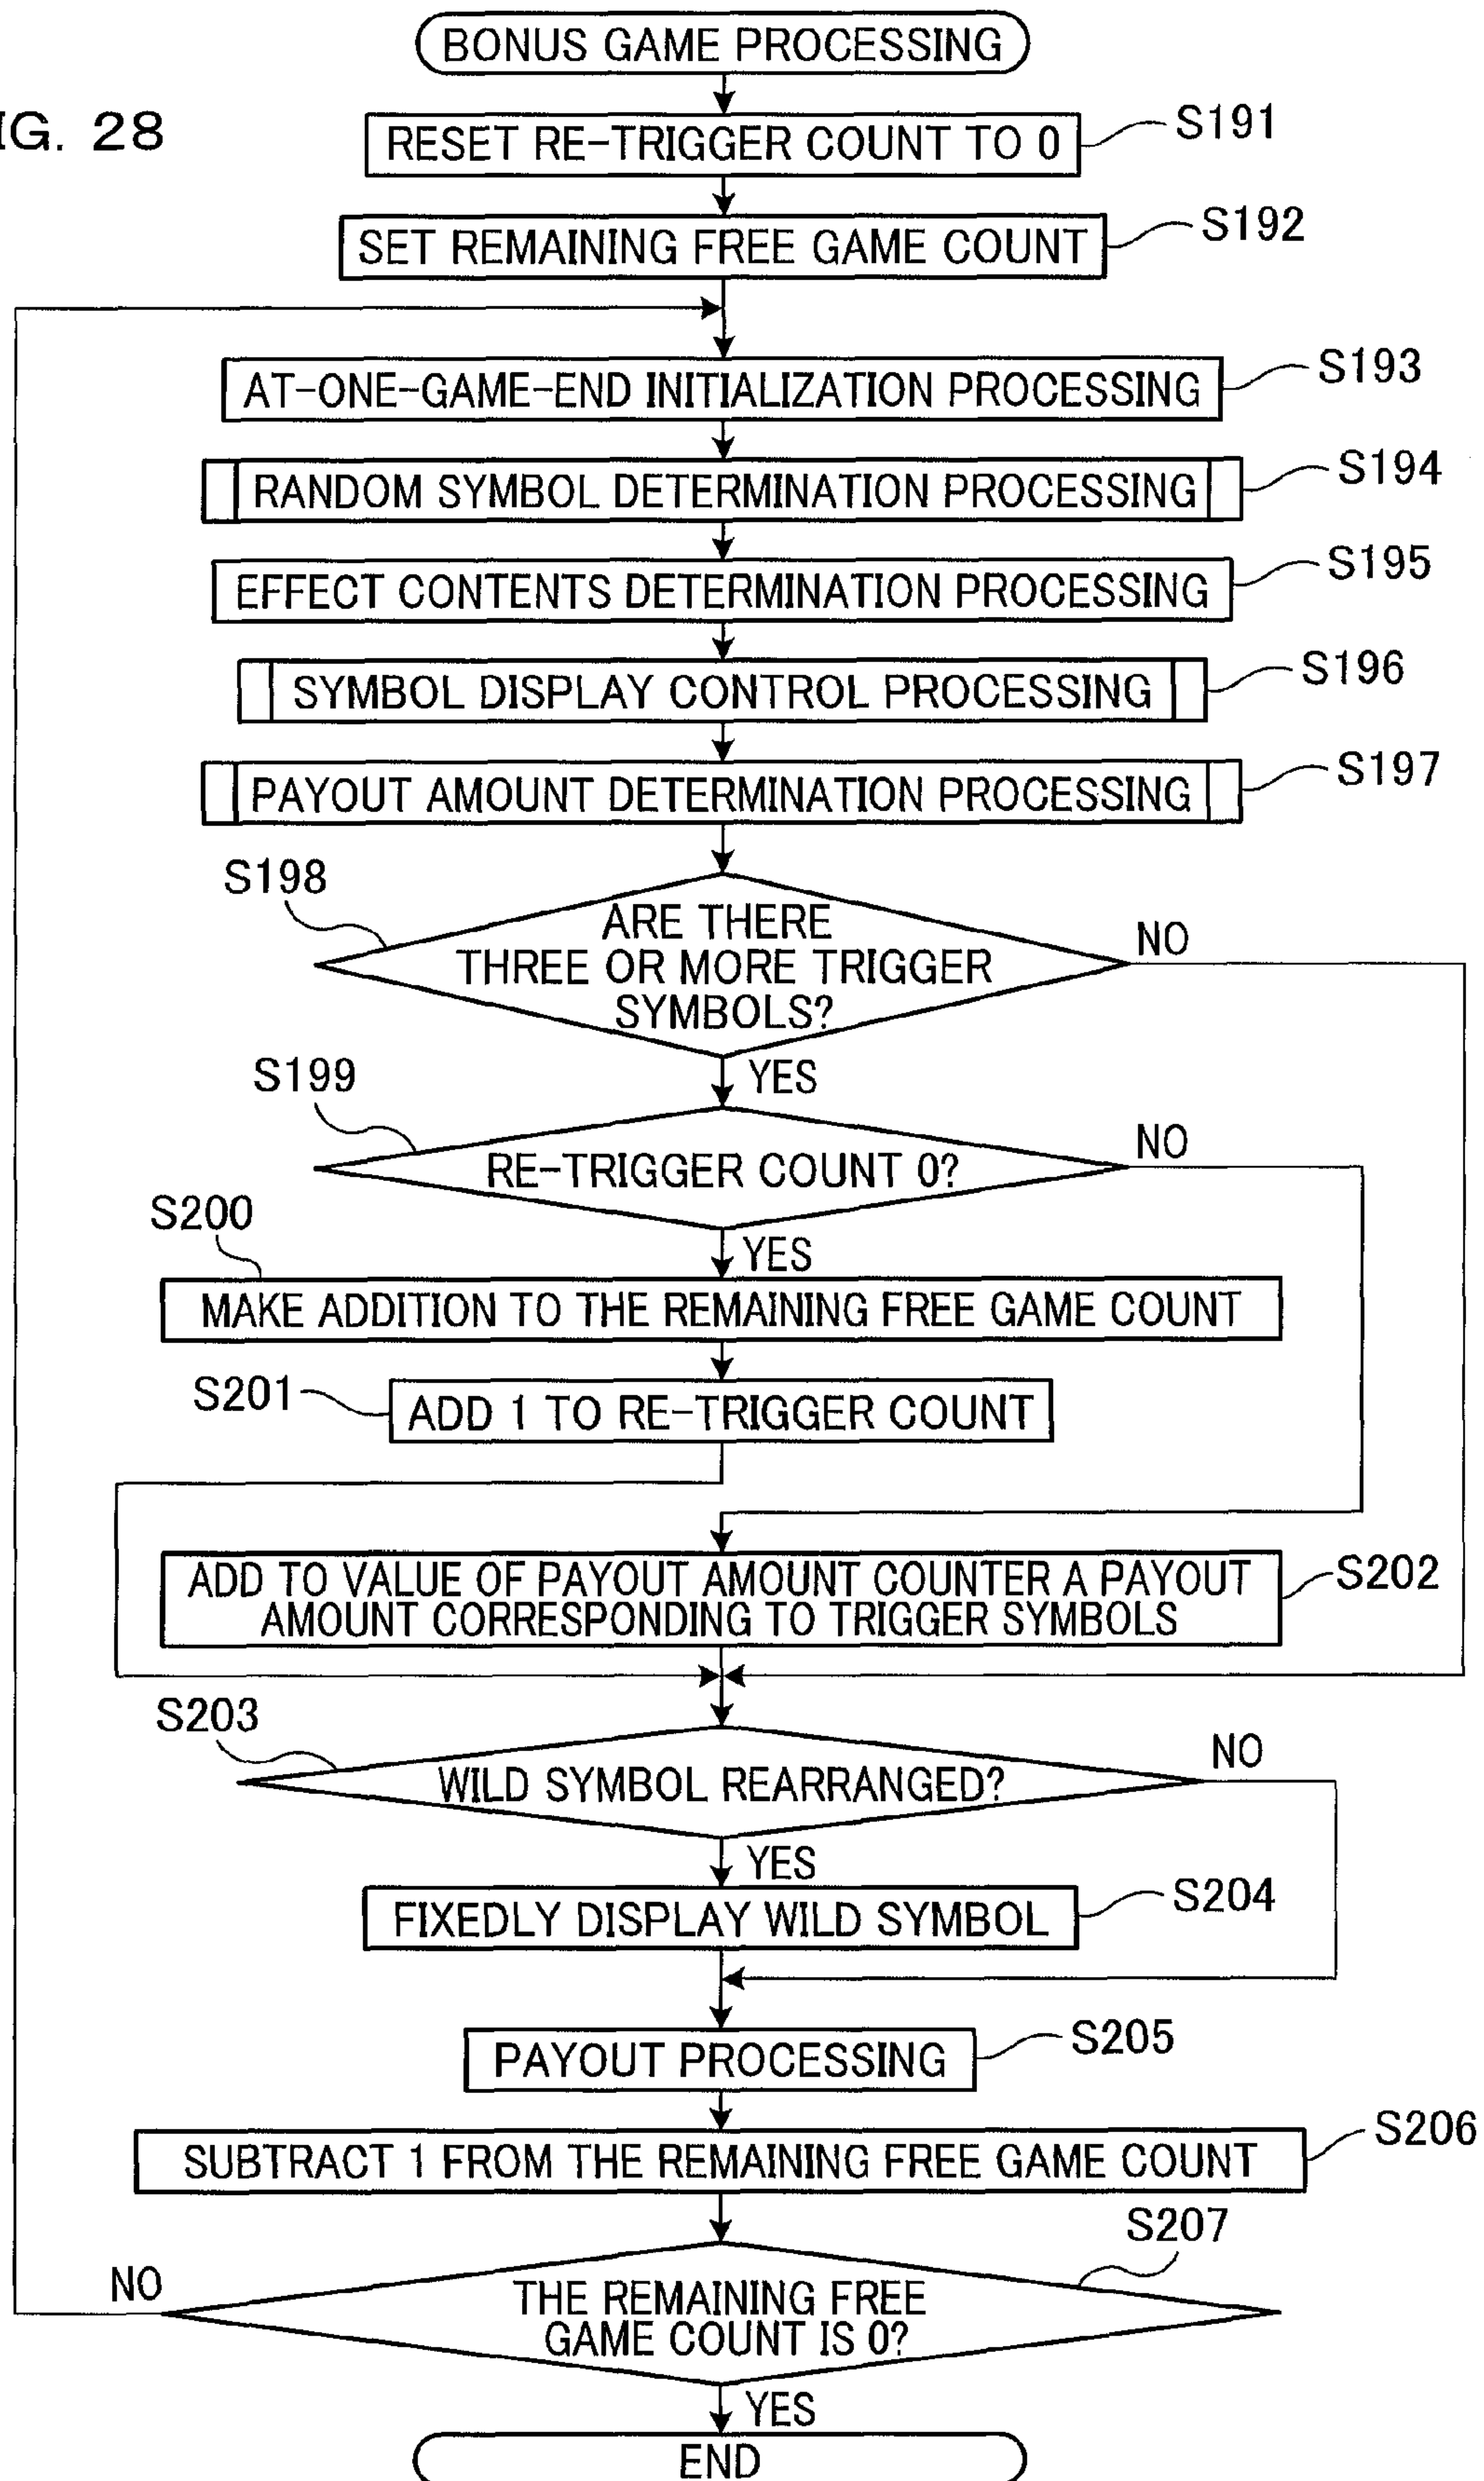 BONUS GAME PROCESSING
IG. 28
RESET RE-TRIGGER COUNT TO 0
S191
SET REMAINING FREE GAME COUNT
S192
AT-ONE-GAME-END INITIALIZATION PROCESSING
S193
RANDOM SYMBOL DETERMINATION PROCESSING
S194
EFFECT CONTENTS DETERMINATION PROCESSING
S195
SYMBOL DISPLAY CONTROL PROCESSING
S196
PAYOUT AMOUNT DETERMINATION PROCESSING
S197
S198
ARE THERE
THREE OR MORE TRIGGER
SYMBOLS?
NO
YES
S199
RE-TRIGGER COUNT 0?
NO
YES
S200
MAKE ADDITION TO THE REMAINING FREE GAME COUNT
S201
ADD 1 TO RE-TRIGGER COUNT
ADD TO VALUE OF PAYOUT AMOUNT COUNTER A PAYOUT
AMOUNT CORRESPONDING TO TRIGGER SYMBOLS
S202
S203
WILD SYMBOL REARRANGED?
NO
YES
FIXEDLY DISPLAY WILD SYMBOL
S204
PAYOUT PROCESSING
S205
SUBTRACT 1 FROM THE REMAINING FREE GAME COUNT
S206
S207
NO
THE REMAINING FREE
GAME COUNT IS 0?
YES
END